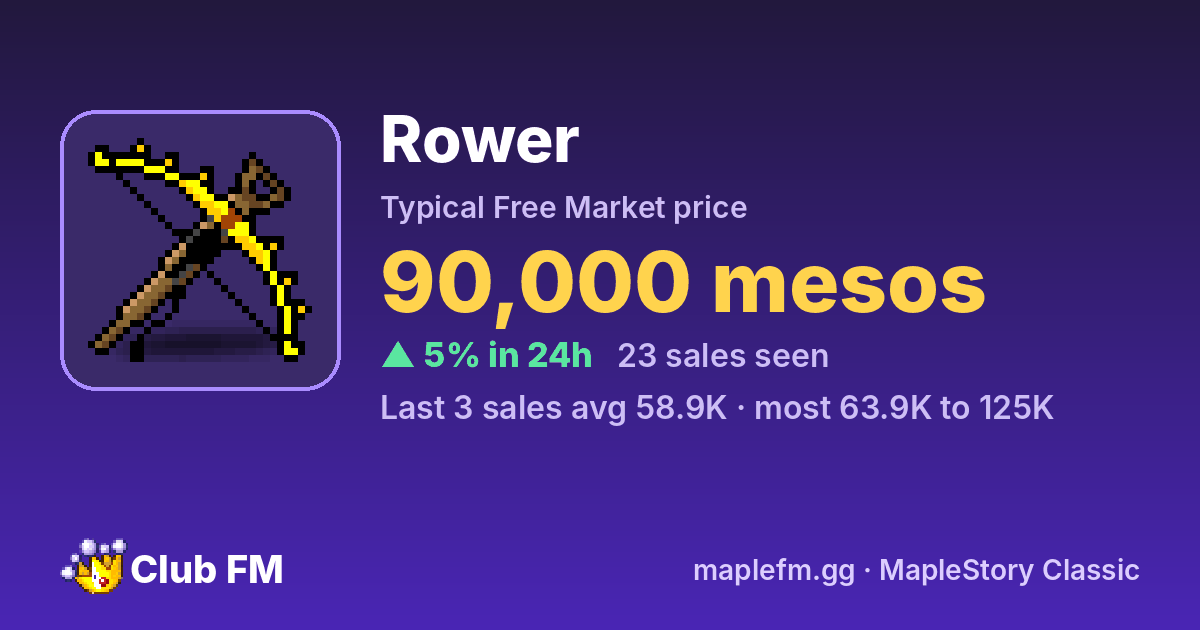 Rower
Typical Free Market price
90,000 mesos
▲ 5% in 24h 23 sales seen
Last 3 sales avg 58.9K · most 63.9K to 125K
Club FM
maplefm.gg · MapleStory Classic